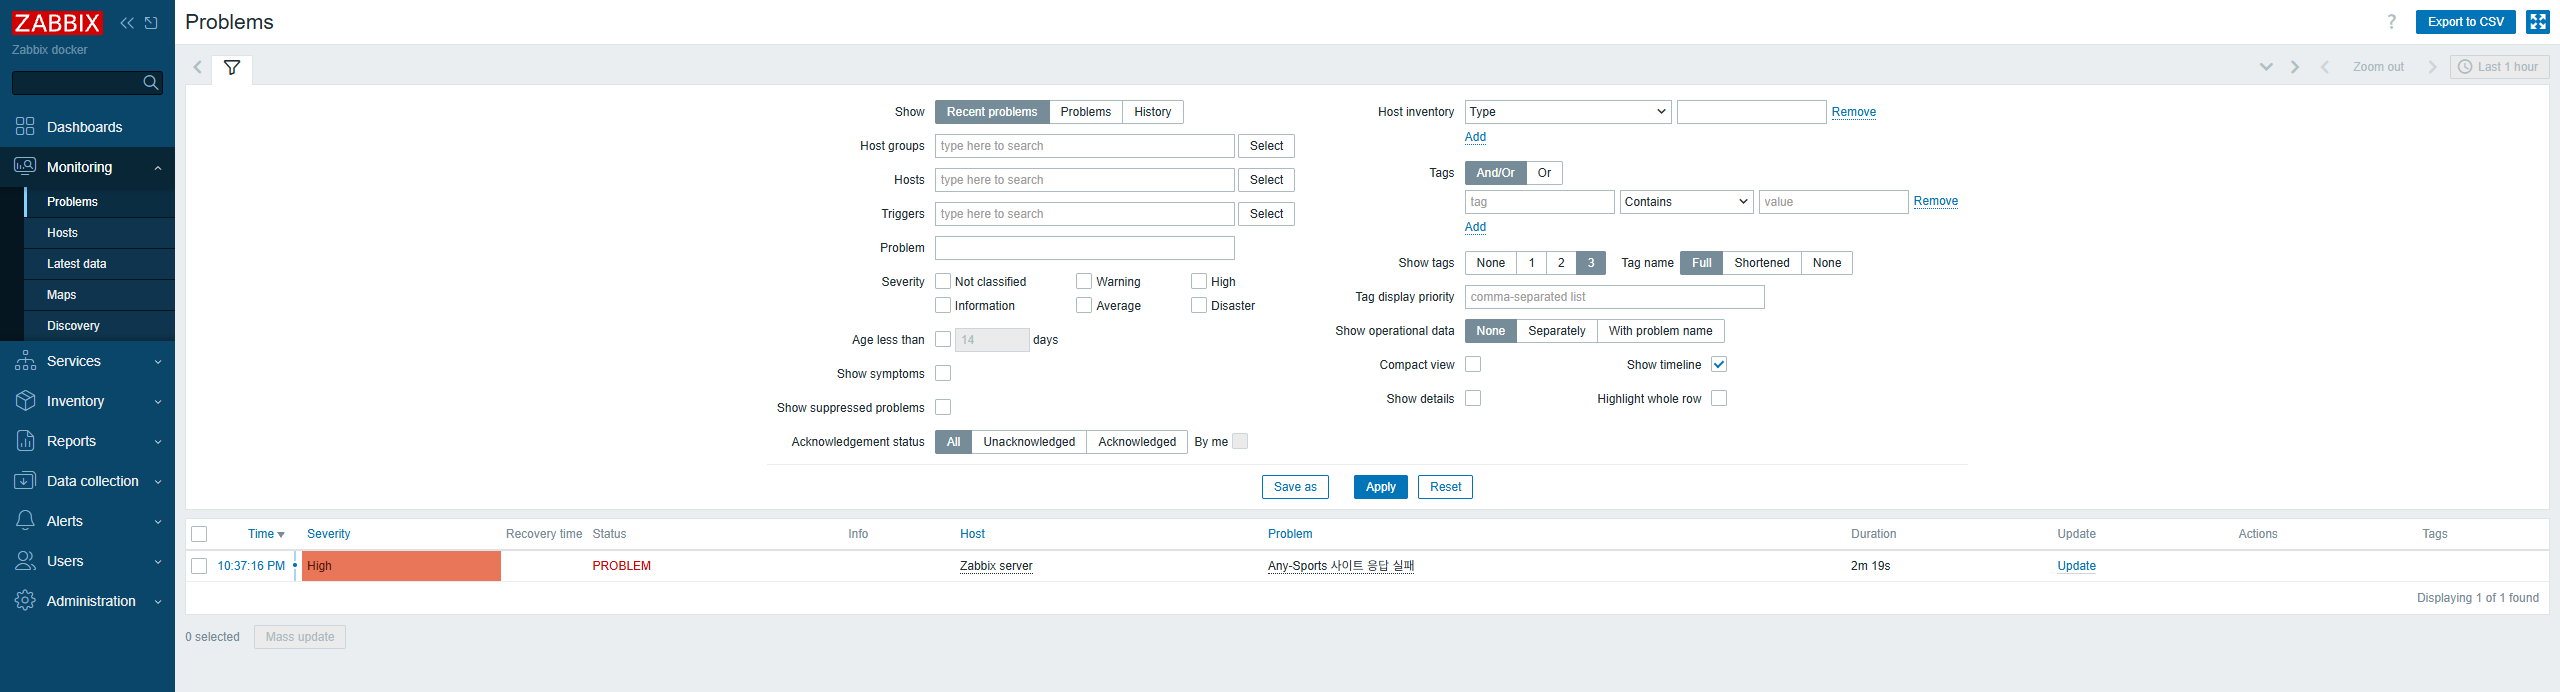 ZABBIX
Zabbix docker
Dashboards
Monitoring
Problems
Hosts
Latest data
Maps
Discovery
Services
Inventory
Reports
Data collection
Alerts
Users
Administration
Problems
? Export to CSV
Zoom out Last 1 hour
Show Recent problems Problems History
Host groups type here to search Select
Hosts type here to search Select
Triggers type here to search Select
Problem
Severity Not classified Warning High
Information Average Disaster
Age less than 14 days
Show symptoms
Show suppressed problems
Acknowledgement status All Unacknowledged Acknowledged By me
Host inventory Type Remove
Add
Tags And/Or Or
tag Contains value Remove
Add
Show tags None 1 2 3 Tag name Full Shortened None
Tag display priority comma-separated list
Show operational data None Separately With problem name
Compact view Show timeline
Show details Highlight whole row
Save as Apply Reset
Time Severity Recovery time Status Info Host Problem Duration Update Actions Tags
10:37:16 PM High PROBLEM Zabbix server Any-Sports 사이트 응답 실패 2m 19s Update
Displaying 1 of 1 found
0 selected Mass update